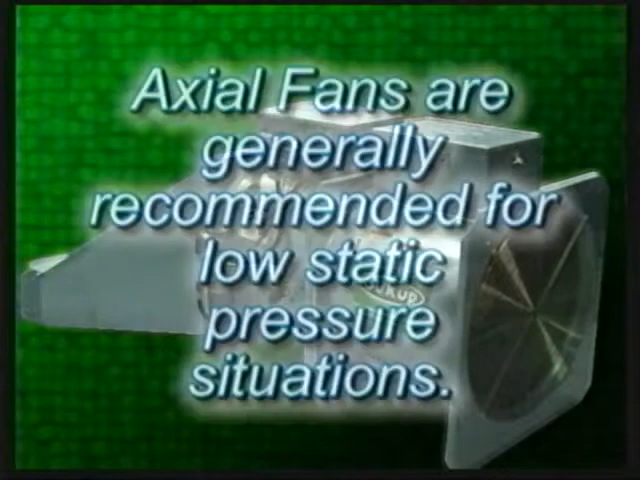 Axial Fans are
generally
recommended for
low static
pressure
situations.